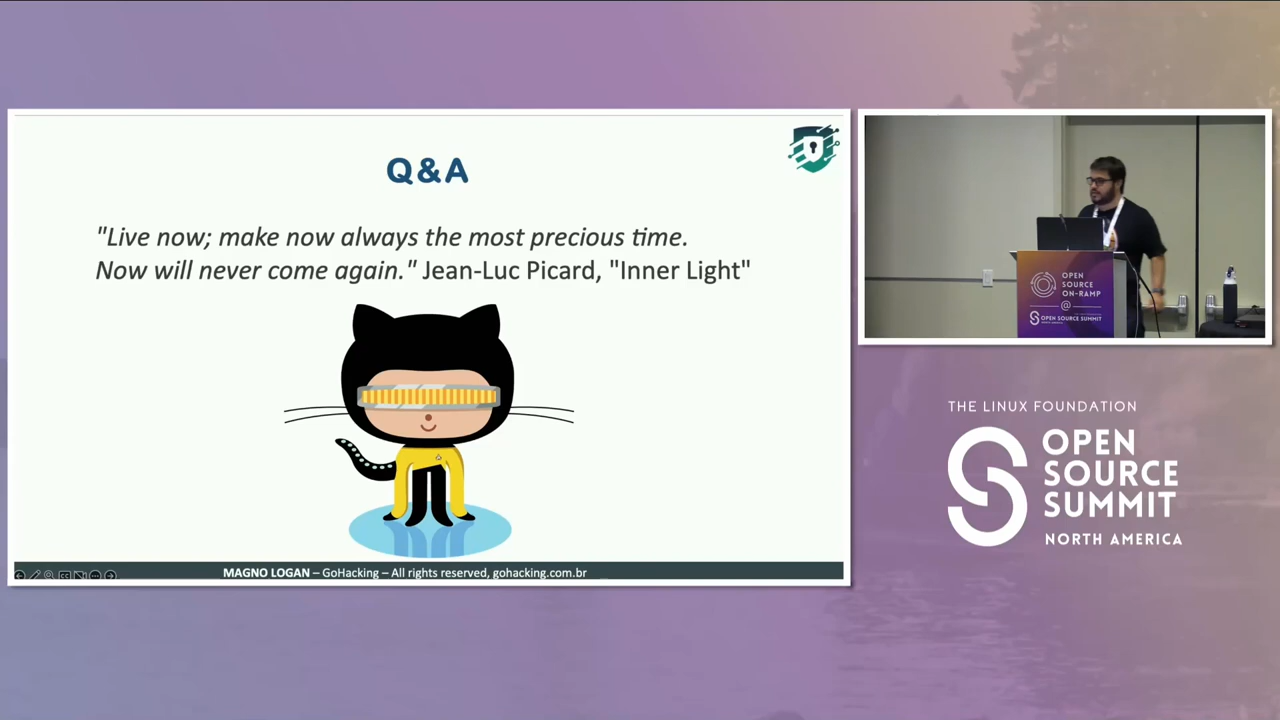 Q&A
"Live now; make now always the most precious time.
Now will never come again." Jean-Luc Picard, "Inner Light"
MAGNO LOGAN – GoHacking – All rights reserved, gohacking.com.br
OPEN
SOURCE
ON-RAMP
@
OPEN SOURCE SUMMIT
THE LINUX FOUNDATION
OPEN
SOURCE
SUMMIT
NORTH AMERICA